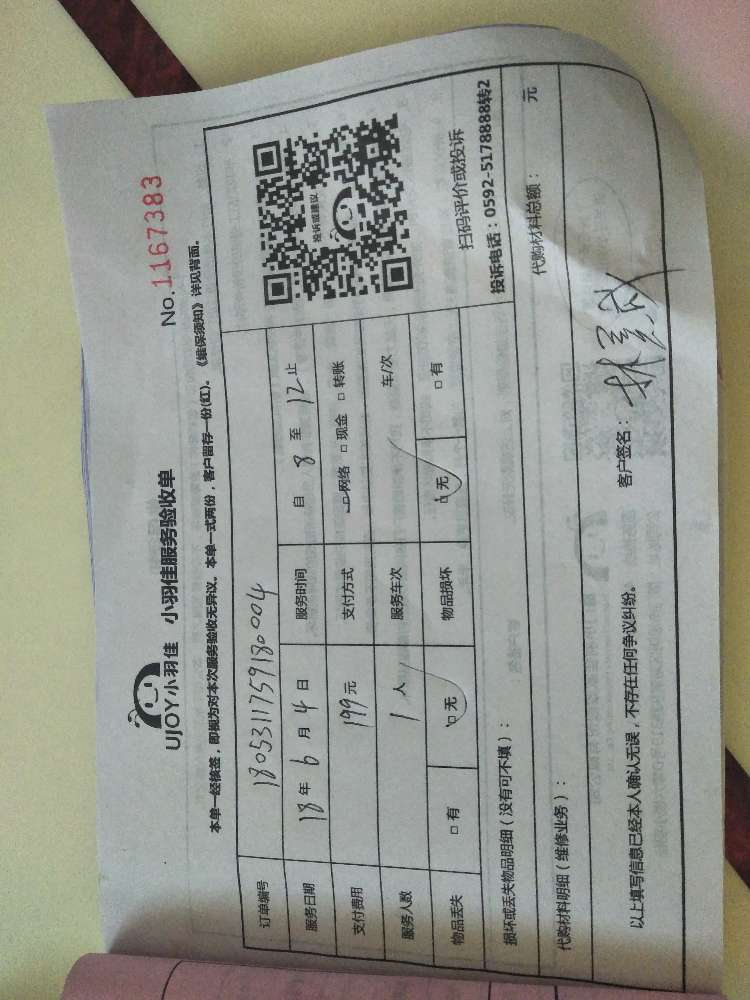 UJOY小羽佳 小羽佳服务验收单
No.1167383
本单一经核签，即视为对本次服务验收无异议。本单一式两份，客户留存一份(红)。《维保须知》详见背面。
订单编号 1805311759180004
服务日期 18年6月4日 服务时间 自 8 至 12 止
支付费用 199元 支付方式 □网络 □现金 □转账
服务人数 1人 服务车次 车/次
物品丢失 □有 □无 物品损坏 □无 □有
投诉或建议
扫码评价或投诉
投诉电话：0592-5178888转2
损坏或丢失物品明细（没有可不填）：
代购材料明细（维修业务）： 代购材料总额： 元
以上填写信息已经本人确认无误，不存在任何争议纠纷。 客户签名：